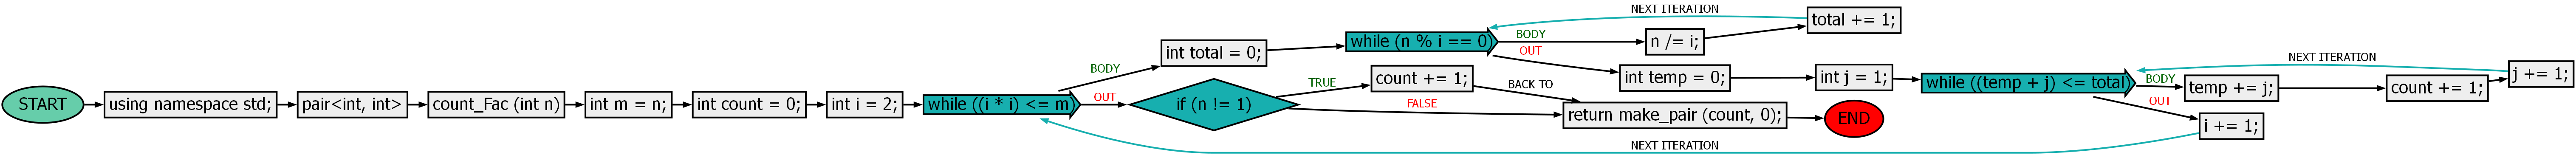 START
using namespace std;
pair<int, int>
count_Fac (int n)
int m = n;
int count = 0;
int i = 2;
while ((i * i) <= m)
BODY
int total = 0;
while (n % i == 0)
BODY
n /= i;
total += 1;
NEXT ITERATION
OUT
int temp = 0;
int j = 1;
while ((temp + j) <= total)
BODY
temp += j;
count += 1;
j += 1;
NEXT ITERATION
OUT
i += 1;
NEXT ITERATION
OUT
if (n != 1)
TRUE
count += 1;
BACK TO
FALSE
return make_pair (count, 0);
END